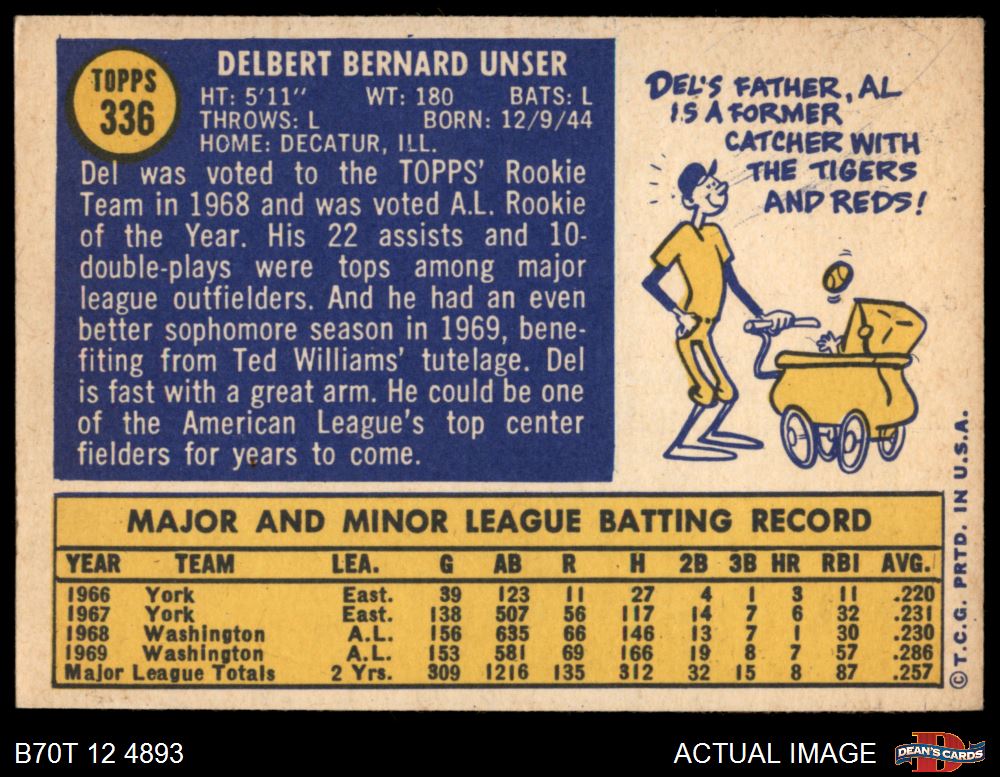 TOPPS
336
DELBERT BERNARD UNSER
HT: 5'11" WT: 180 BATS: L
THROWS: L BORN: 12/9/44
HOME: DECATUR, ILL.
Del was voted to the TOPPS' Rookie
Team in 1968 and was voted A.L. Rookie
of the Year. His 22 assists and 10-
double-plays were tops among major
league outfielders. And he had an even
better sophomore season in 1969, bene-
fiting from Ted Williams' tutelage. Del
is fast with a great arm. He could be one
of the American League's top center
fielders for years to come.
DEL'S FATHER, AL
IS A FORMER
CATCHER WITH
THE TIGERS
AND REDS!
MAJOR AND MINOR LEAGUE BATTING RECORD
YEAR TEAM LEA. G AB R H 2B 3B HR RBI AVG.
1966 York East. 39 123 11 27 4 1 3 11 .220
1967 York East. 138 507 56 117 14 7 6 32 .231
1968 Washington A.L. 156 635 66 146 13 7 1 30 .230
1969 Washington A.L. 153 581 69 166 19 8 7 57 .286
Major League Totals 2 Yrs. 309 1216 135 312 32 15 8 87 .257
© T.C.G. PRTD. IN U.S.A.
B70T 12 4893
ACTUAL IMAGE
DEAN'S CARDS